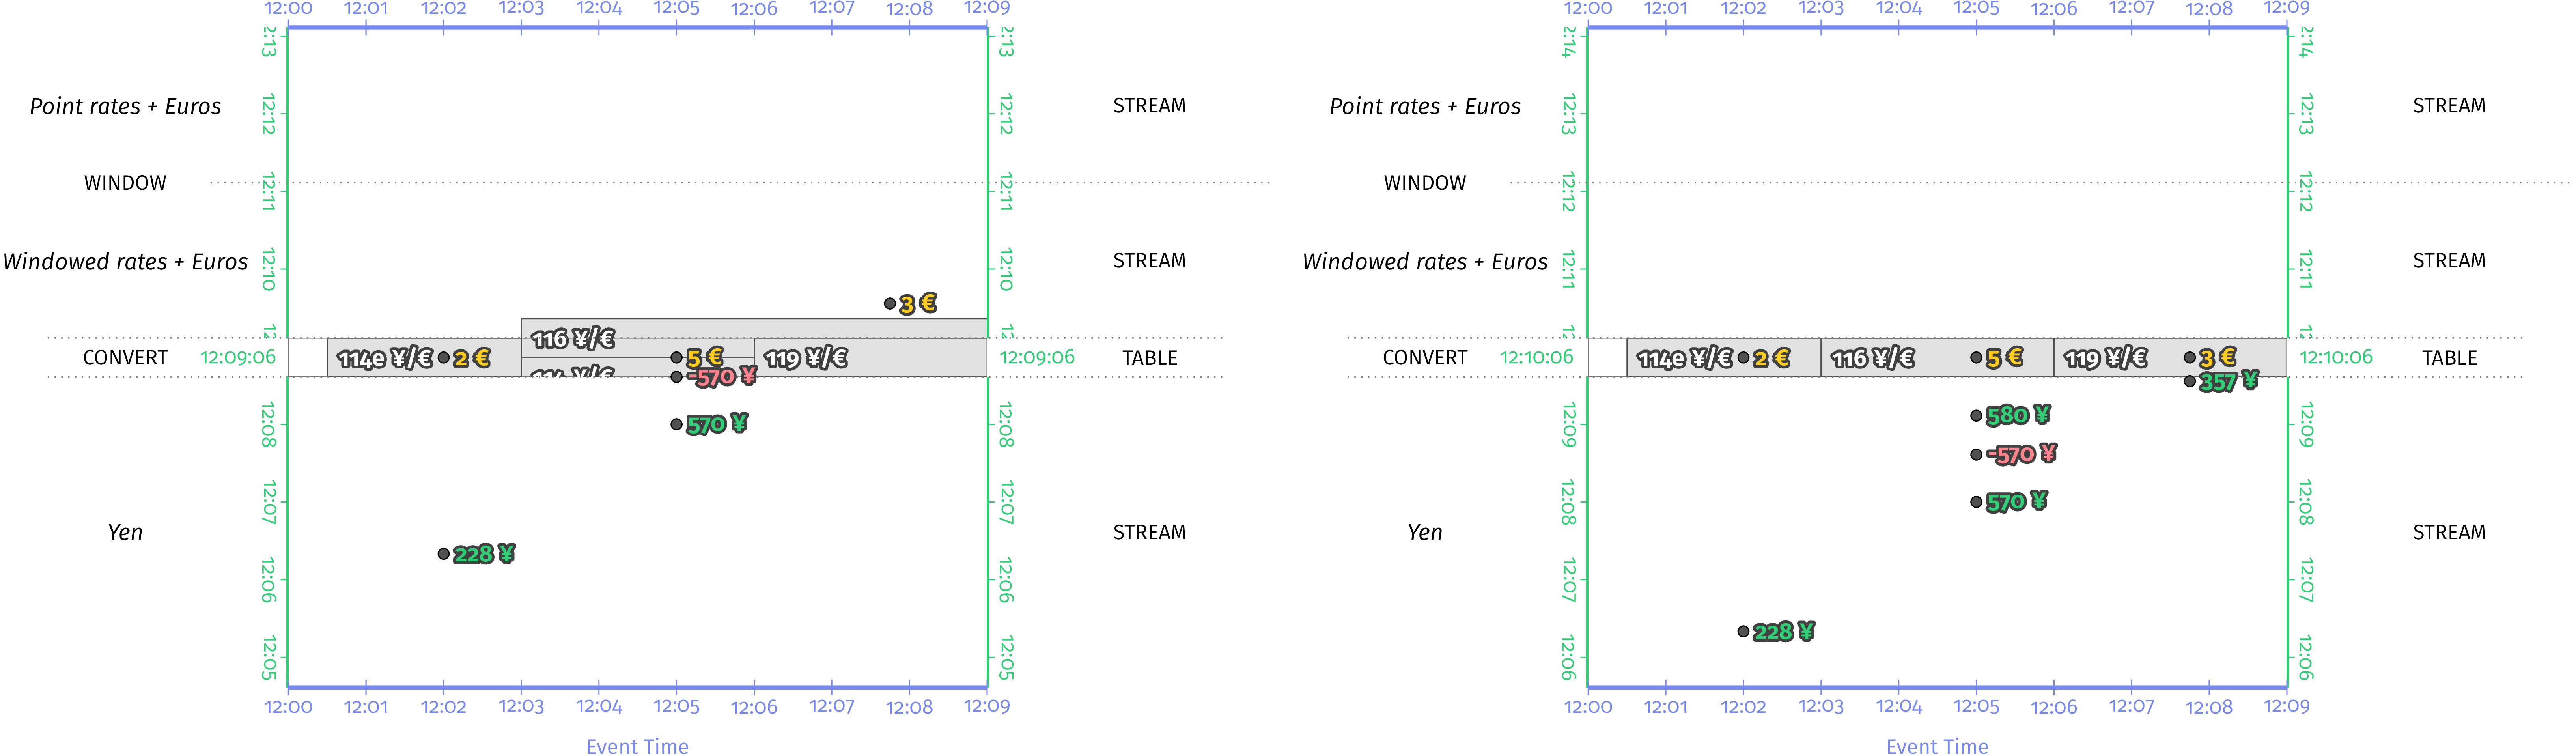 12:00 12:01 12:02 12:03 12:04 12:05 12:06 12:07 12:08 12:09
2:13 2:13
Point rates + Euros STREAM
12:12 12:12
WINDOW
12:11 12:11
Windowed rates + Euros STREAM
12:10 12:10
3 €
116 ¥/€
CONVERT 12:09:06 114e ¥/€ 2 € 5 € 119 ¥/€ 12:09:06 TABLE
-570 ¥
570 ¥
12:08 12:08
12:07 12:07
Yen STREAM
228 ¥
12:06 12:06
12:05 12:05
12:00 12:01 12:02 12:03 12:04 12:05 12:06 12:07 12:08 12:09
Event Time
12:00 12:01 12:02 12:03 12:04 12:05 12:06 12:07 12:08 12:09
2:14 2:14
Point rates + Euros STREAM
12:13 12:13
WINDOW
12:12 12:12
Windowed rates + Euros STREAM
12:11 12:11
CONVERT 12:10:06 114e ¥/€ 2 € 116 ¥/€ 5 € 119 ¥/€ 3 € 12:10:06 TABLE
357 ¥
580 ¥
12:09 12:09
-570 ¥
570 ¥
12:08 12:08
Yen STREAM
12:07 12:07
228 ¥
12:06 12:06
12:00 12:01 12:02 12:03 12:04 12:05 12:06 12:07 12:08 12:09
Event Time